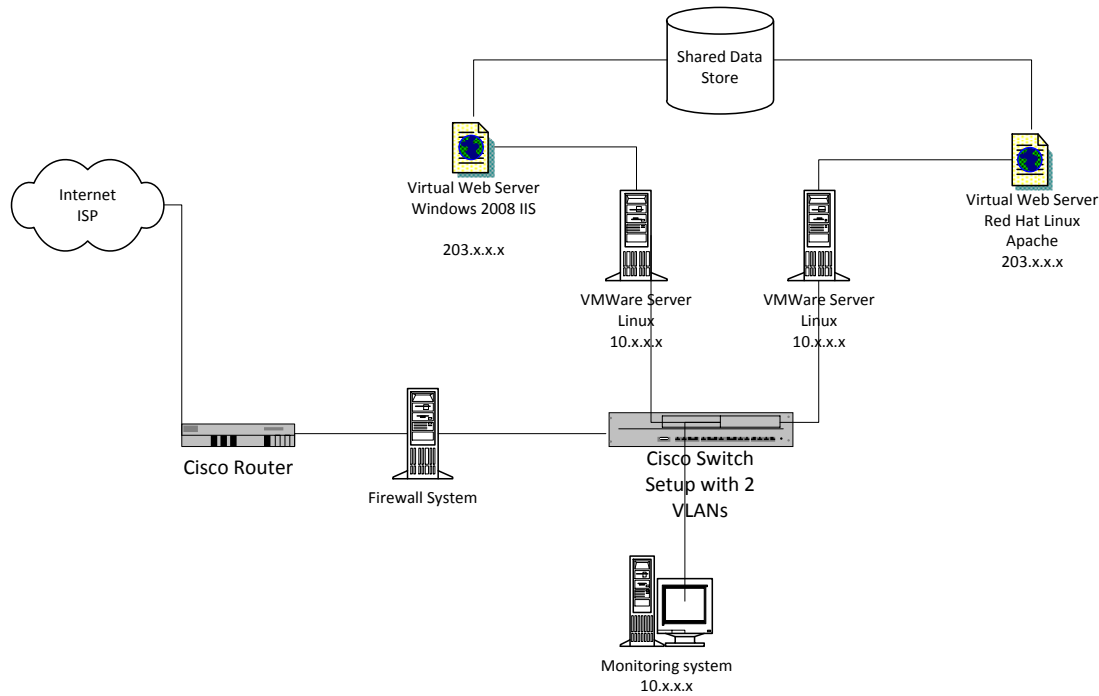 Shared Data
Store
Internet
ISP
Virtual Web Server
Windows 2008 IIS
203.x.x.x
Virtual Web Server
Red Hat Linux
Apache
203.x.x.x
VMWare Server
Linux
10.x.x.x
VMWare Server
Linux
10.x.x.x
Cisco Router
Firewall System
Cisco Switch
Setup with 2
VLANs
Monitoring system
10.x.x.x